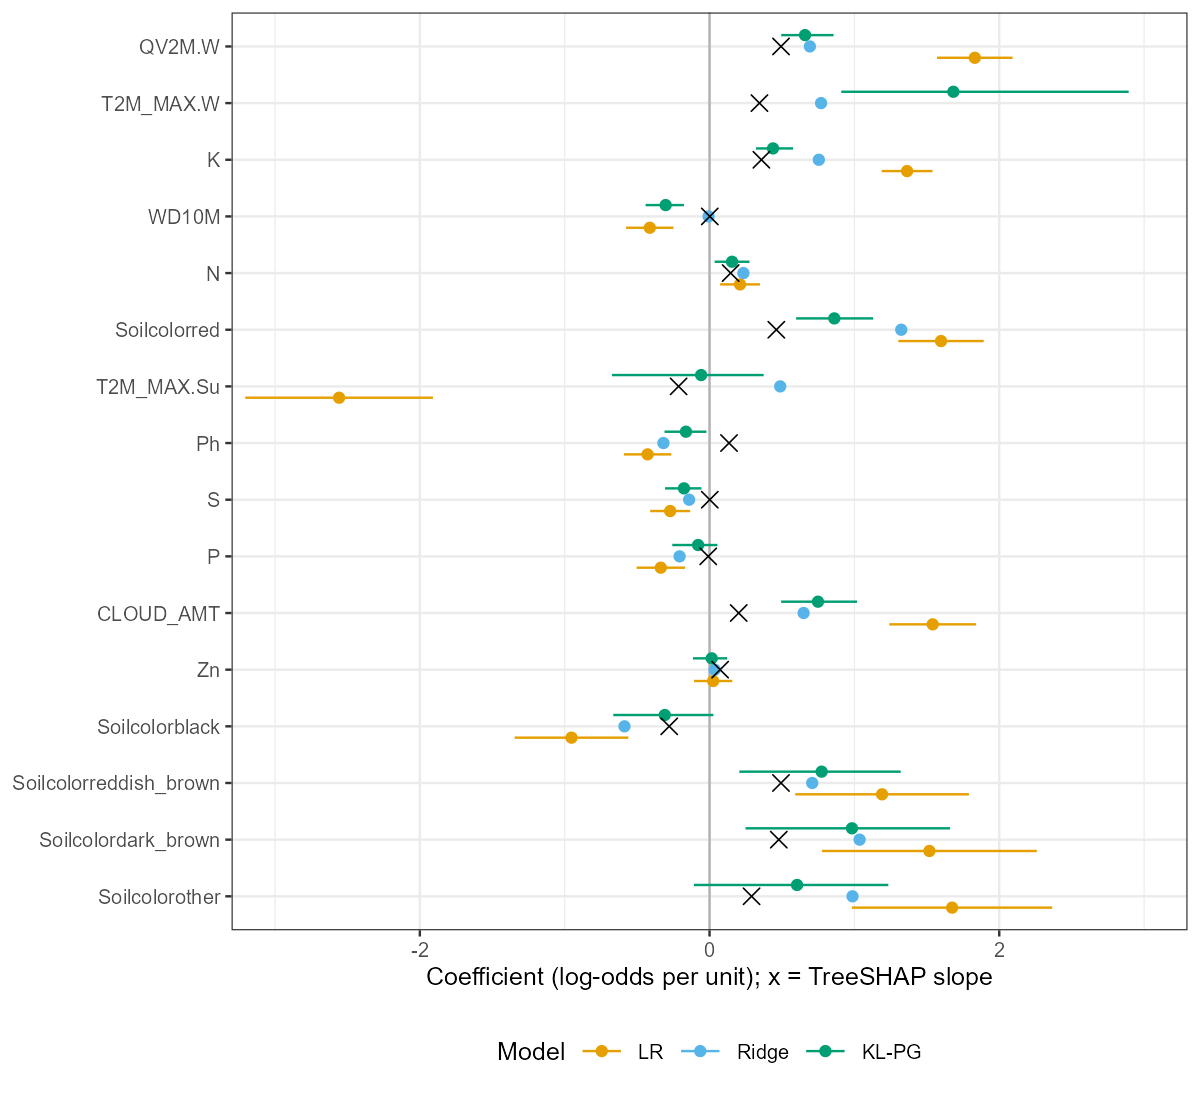 QV2M.W
T2M_MAX.W
K
WD10M
N
Soilcolorred
T2M_MAX.Su
Ph
S
P
CLOUD_AMT
Zn
Soilcolorblack
Soilcolorreddish_brown
Soilcolordark_brown
Soilcolorother
-2 0 2
Coefficient (log-odds per unit); x = TreeSHAP slope
Model LR Ridge KL-PG